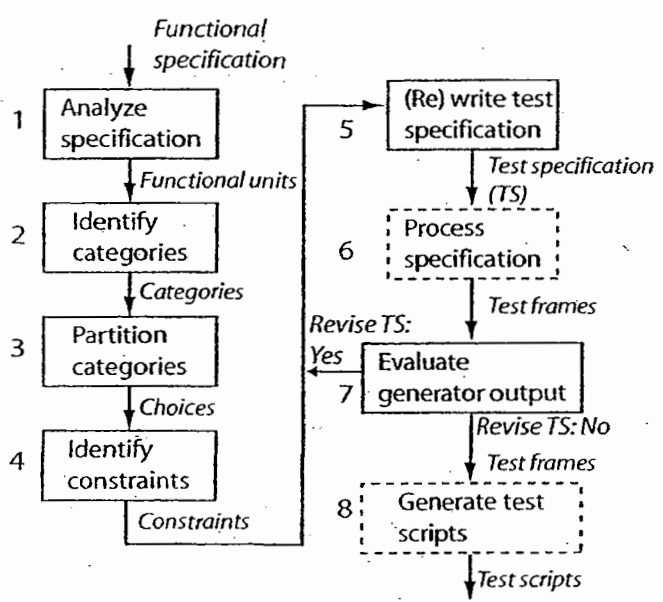 Functional
specification
1
Analyze
specification
Functional units
2
Identify
categories
Categories
3
Partition
categories
Choices
4
Identify
constraints
Constraints
5
(Re) write test
specification
Test specification
(TS)
6
Process
specification
Test frames
Revise TS:
Yes
7
Evaluate
generator output
Revise TS: No
Test frames
8
Generate test
scripts
Test scripts